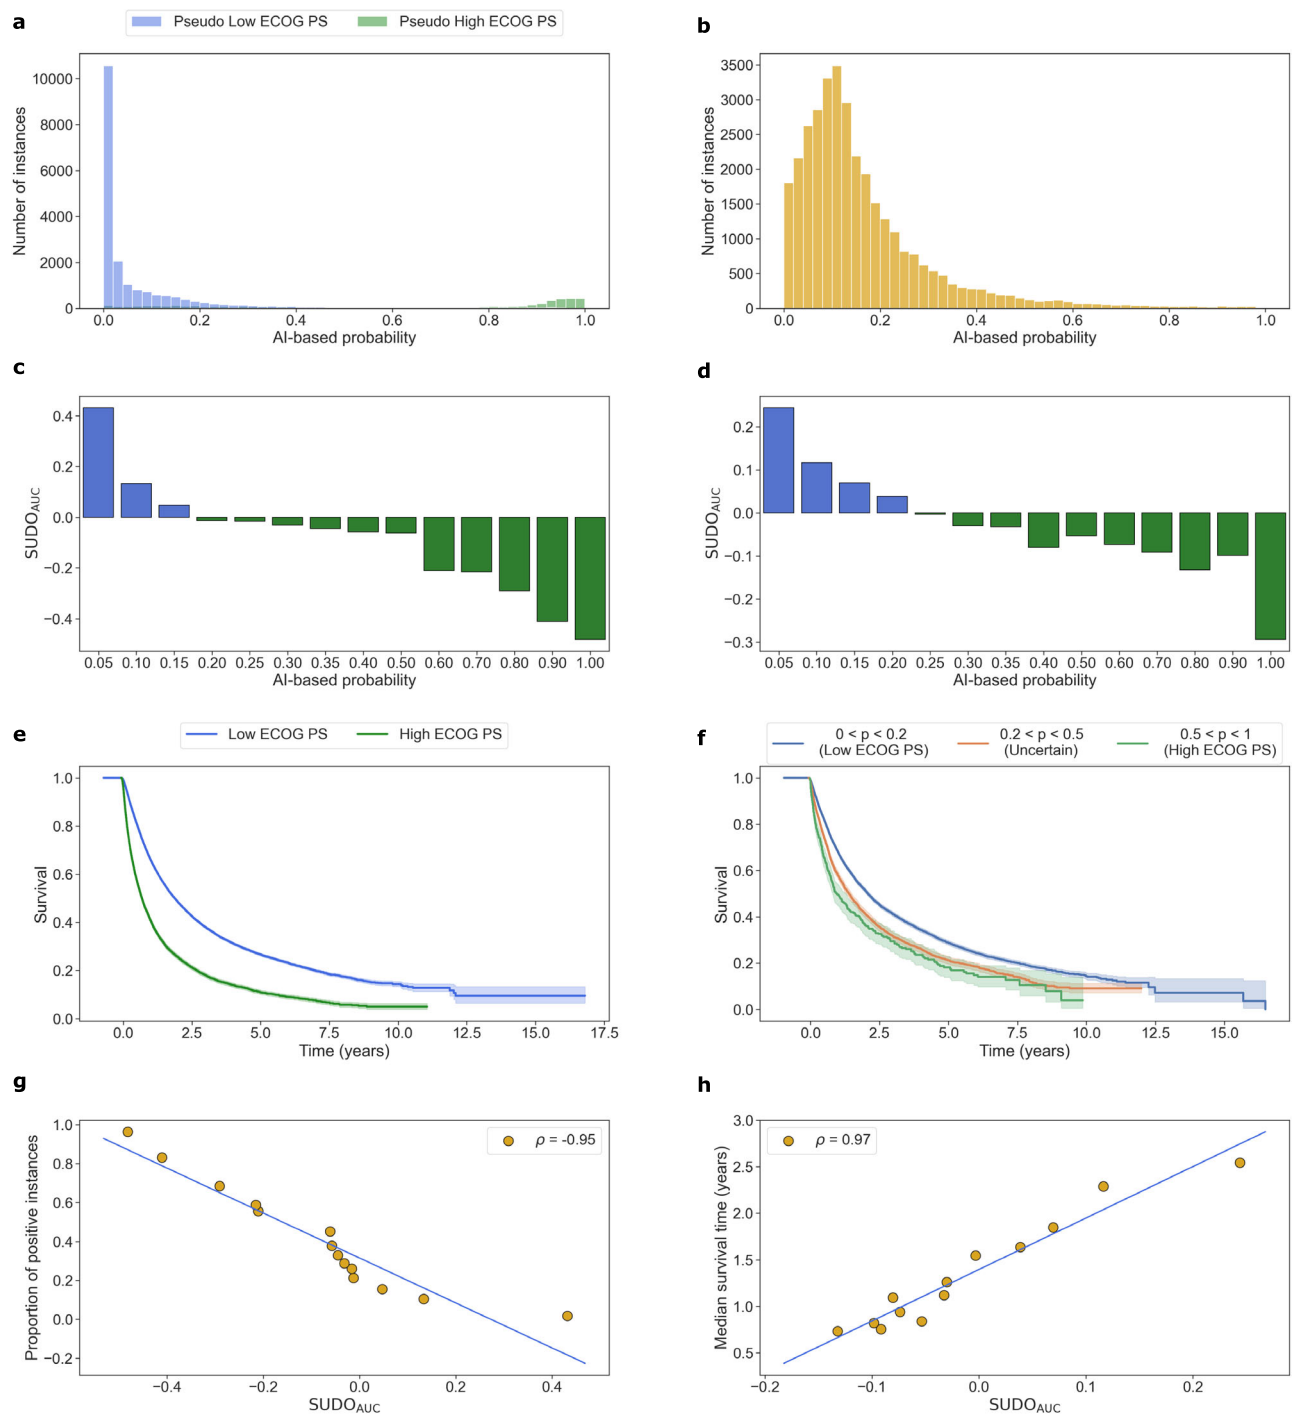 a
Pseudo Low ECOG PS
Pseudo High ECOG PS
Number of instances
10000
8000
6000
4000
2000
0
0.0 0.2 0.4 0.6 0.8 1.0
AI-based probability
b
Number of instances
3500
3000
2500
2000
1500
1000
500
0
0.0 0.2 0.4 0.6 0.8 1.0
AI-based probability
c
SUDO_AUC
0.4
0.2
0.0
−0.2
−0.4
0.05 0.10 0.15 0.20 0.25 0.30 0.35 0.40 0.50 0.60 0.70 0.80 0.90 1.00
AI-based probability
d
SUDO_AUC
0.2
0.1
0.0
−0.1
−0.2
−0.3
0.05 0.10 0.15 0.20 0.25 0.30 0.35 0.40 0.50 0.60 0.70 0.80 0.90 1.00
AI-based probability
e
Low ECOG PS
High ECOG PS
Survival
1.0
0.8
0.6
0.4
0.2
0.0
0.0 2.5 5.0 7.5 10.0 12.5 15.0 17.5
Time (years)
f
0 < p < 0.2
(Low ECOG PS)
0.2 < p < 0.5
(Uncertain)
0.5 < p < 1
(High ECOG PS)
Survival
1.0
0.8
0.6
0.4
0.2
0.0
0.0 2.5 5.0 7.5 10.0 12.5 15.0
Time (years)
g
ρ = -0.95
Proportion of positive instances
1.0
0.8
0.6
0.4
0.2
0.0
−0.2
−0.4 −0.2 0.0 0.2 0.4
SUDO_AUC
h
ρ = 0.97
Median survival time (years)
3.0
2.5
2.0
1.5
1.0
0.5
−0.2 −0.1 0.0 0.1 0.2
SUDO_AUC